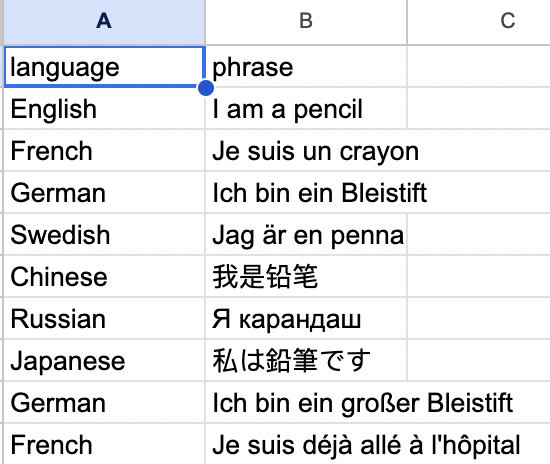 A B C
language phrase
English I am a pencil
French Je suis un crayon
German Ich bin ein Bleistift
Swedish Jag är en penna
Chinese 我是铅笔
Russian Я карандаш
Japanese 私は鉛筆です
German Ich bin ein großer Bleistift
French Je suis déjà allé à l'hôpital